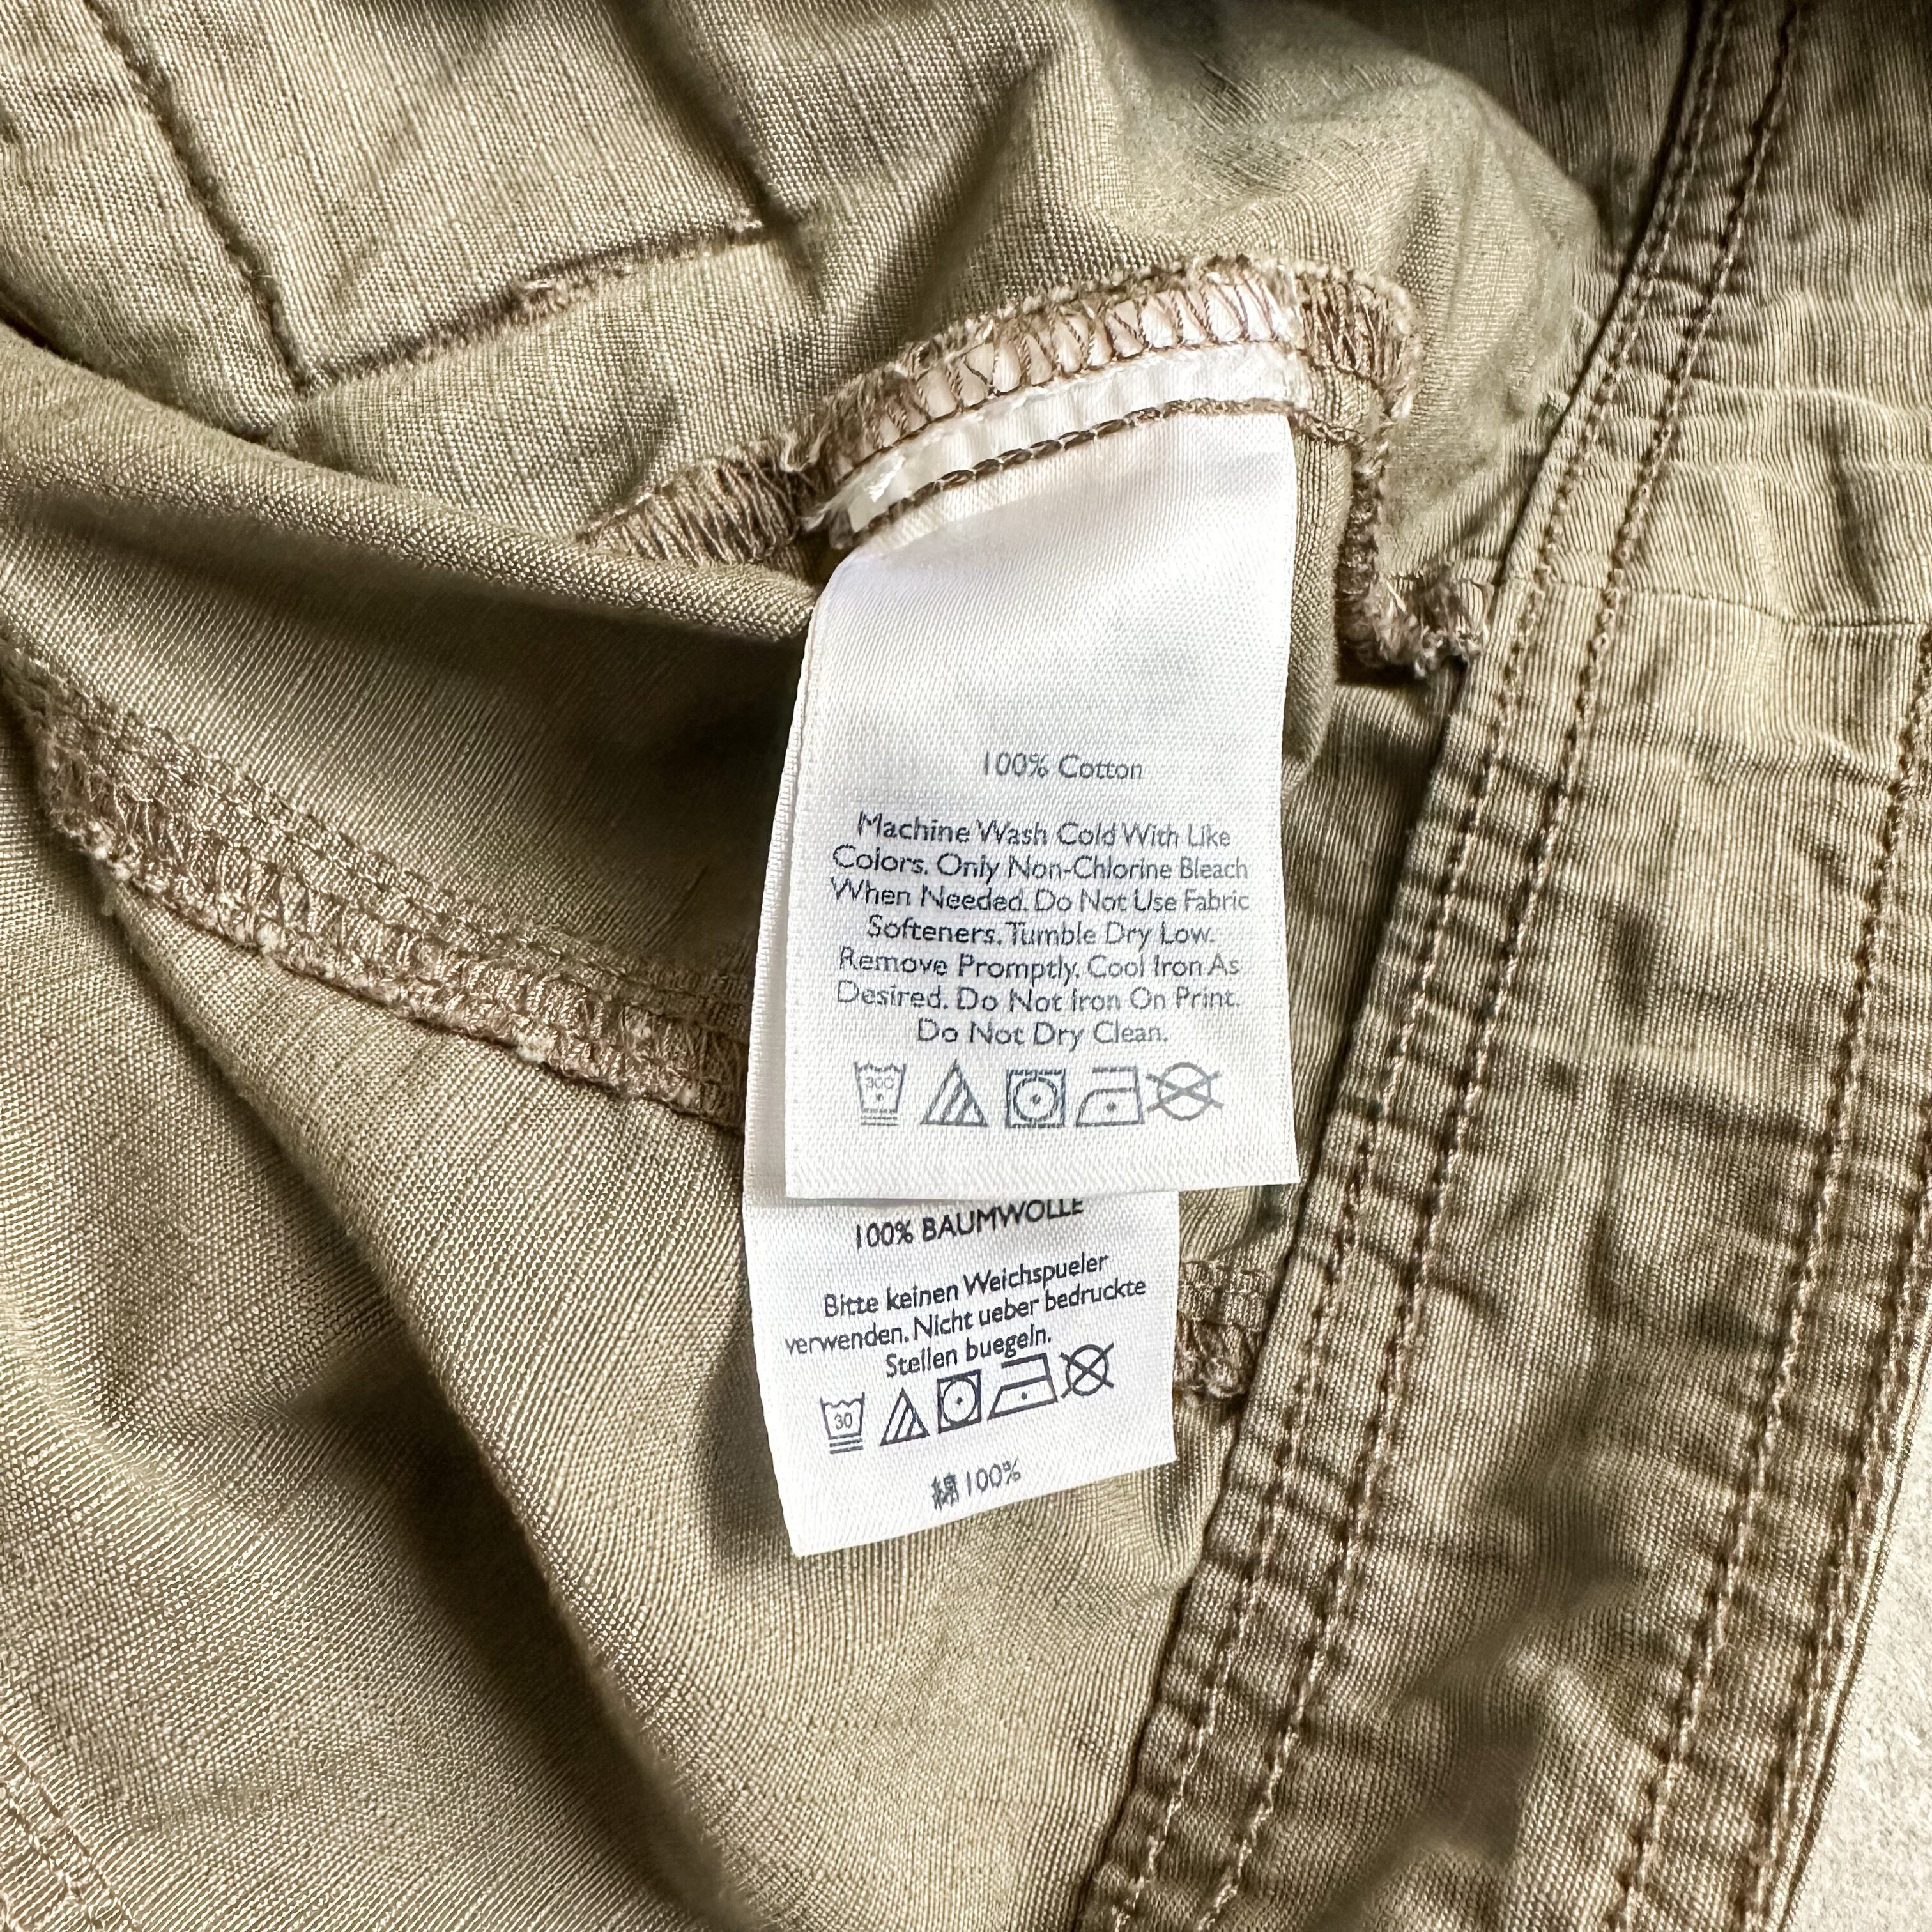 100% Cotton
Machine Wash Cold With Like
Colors. Only Non-Chlorine Bleach
When Needed. Do Not Use Fabric
Softeners. Tumble Dry Low.
Remove Promptly. Cool Iron As
Desired. Do Not Iron On Print.
Do Not Dry Clean.
30C
100% BAUMWOLLE
Bitte keinen Weichspueler
verwenden. Nicht ueber bedruckte
Stellen buegeln.
30
綿100%